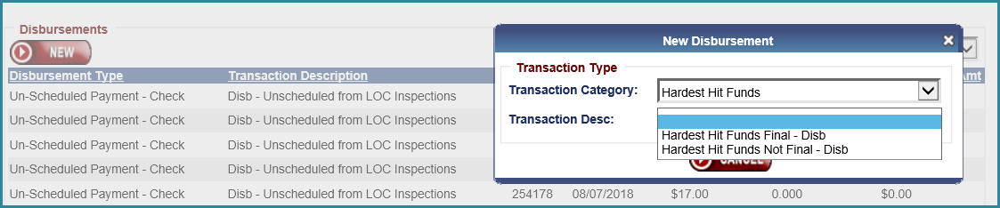 Disbursements
NEW
Disbursement Type Transaction Description Amt
Un-Scheduled Payment - Check Disb - Unscheduled from LOC Inspections
Un-Scheduled Payment - Check Disb - Unscheduled from LOC Inspections
Un-Scheduled Payment - Check Disb - Unscheduled from LOC Inspections
Un-Scheduled Payment - Check Disb - Unscheduled from LOC Inspections
Un-Scheduled Payment - Check Disb - Unscheduled from LOC Inspections 254178 08/07/2018 $17.00 0.000 $0.00
New Disbursement
Transaction Type
Transaction Category: Hardest Hit Funds
Transaction Desc:
Hardest Hit Funds Final - Disb
Hardest Hit Funds Not Final - Disb
CANCEL